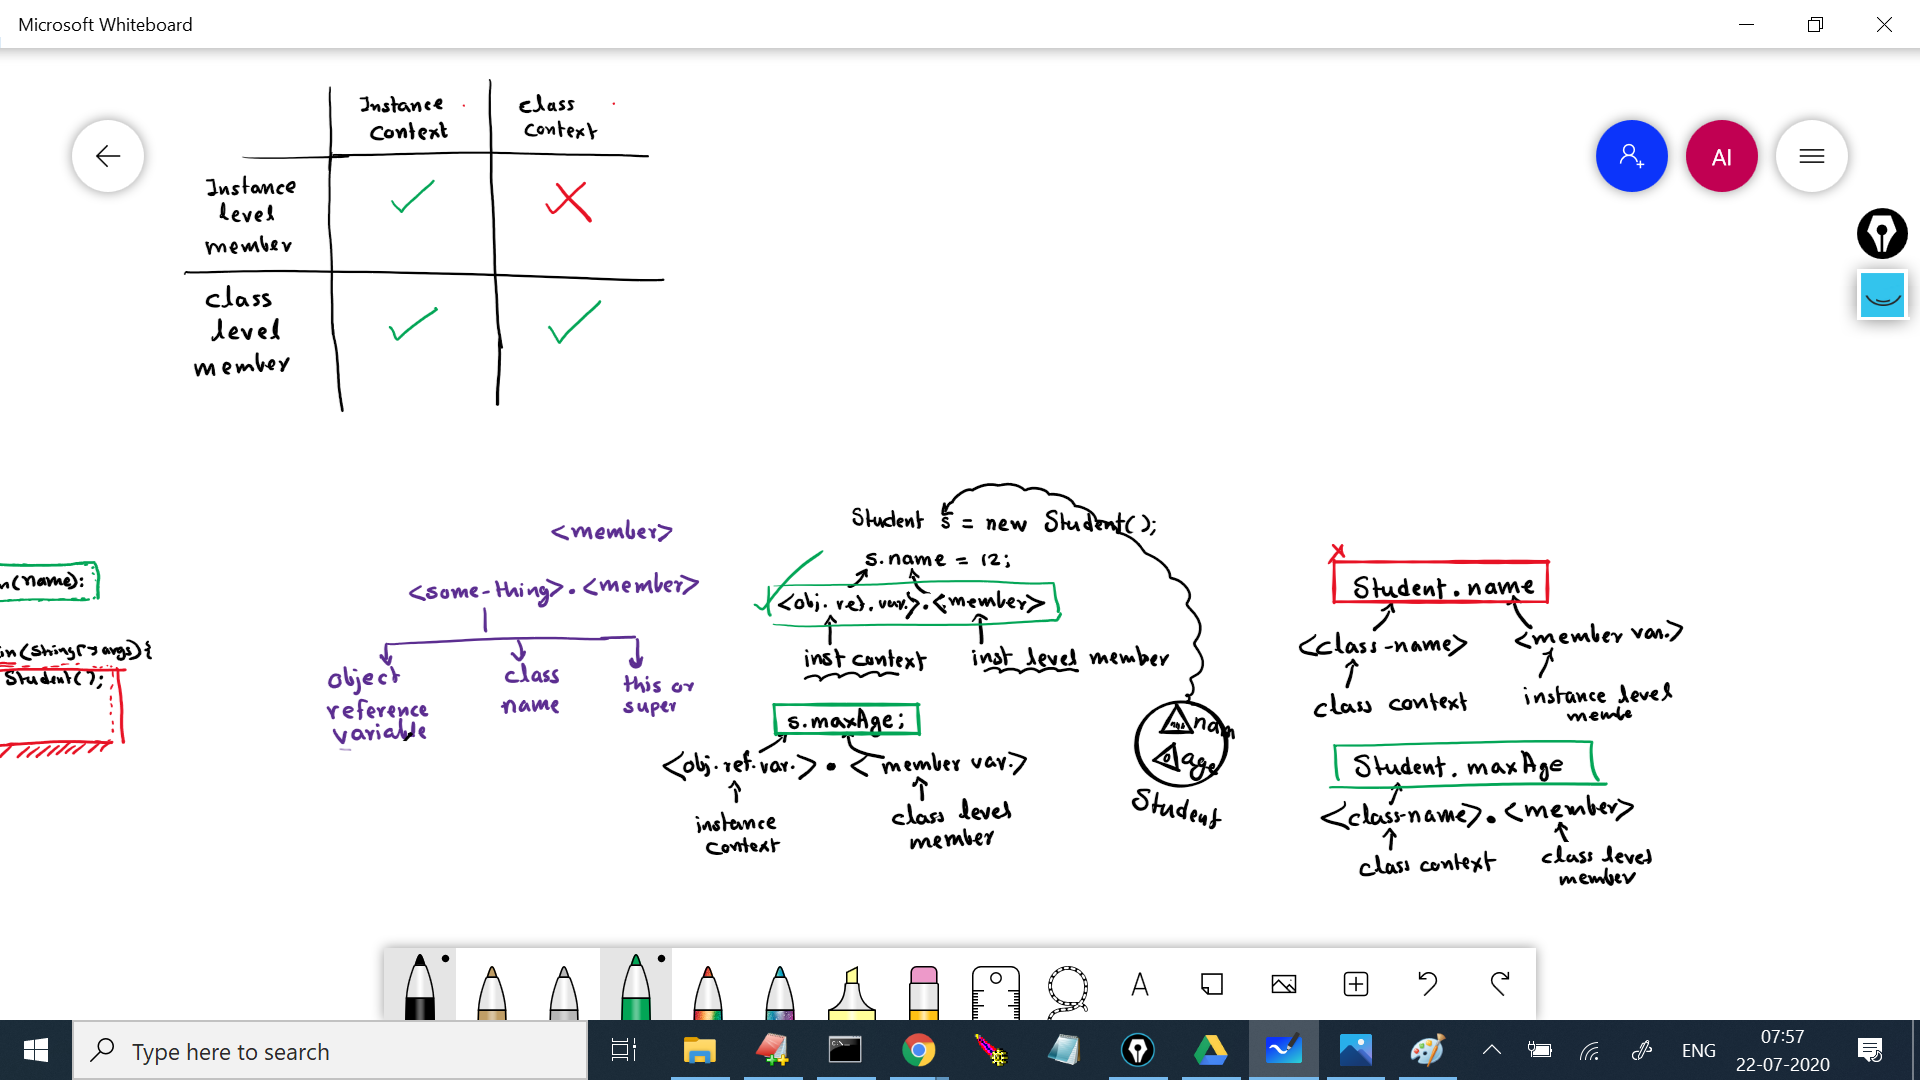 Microsoft Whiteboard
Instance
Context
Class
Context
Instance
level
member
Class
level
member
AI
<member>
<some-thing>.<member>
object
reference
variable
class
name
this or
super
n(name);
in(String[] args){
Student();
Student s = new Student();
s.name = 12;
<obj. ref. var.>.<member>
inst context
inst level member
s.maxAge;
<obj.ref.var.>.<member var.>
instance
context
class level
member
nam
0
age
Student
x
Student.name
<class-name>
<member var.>
class context
instance level
membe
Student.maxAge
<class-name>.<member>
class context
class level
member
A
Type here to search
ENG
07:57
22-07-2020